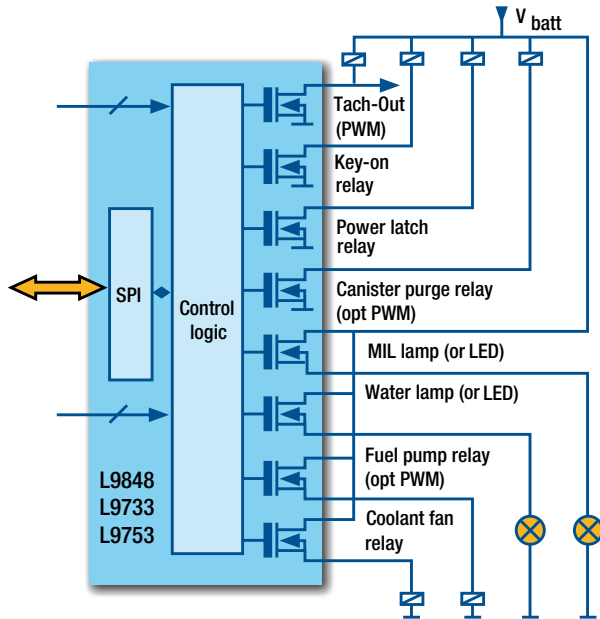 V batt
Tach-Out
(PWM)
Key-on
relay
Power latch
relay
SPI
Control
logic
Canister purge relay
(opt PWM)
MIL lamp (or LED)
Water lamp (or LED)
Fuel pump relay
(opt PWM)
Coolant fan
relay
L9848
L9733
L9753